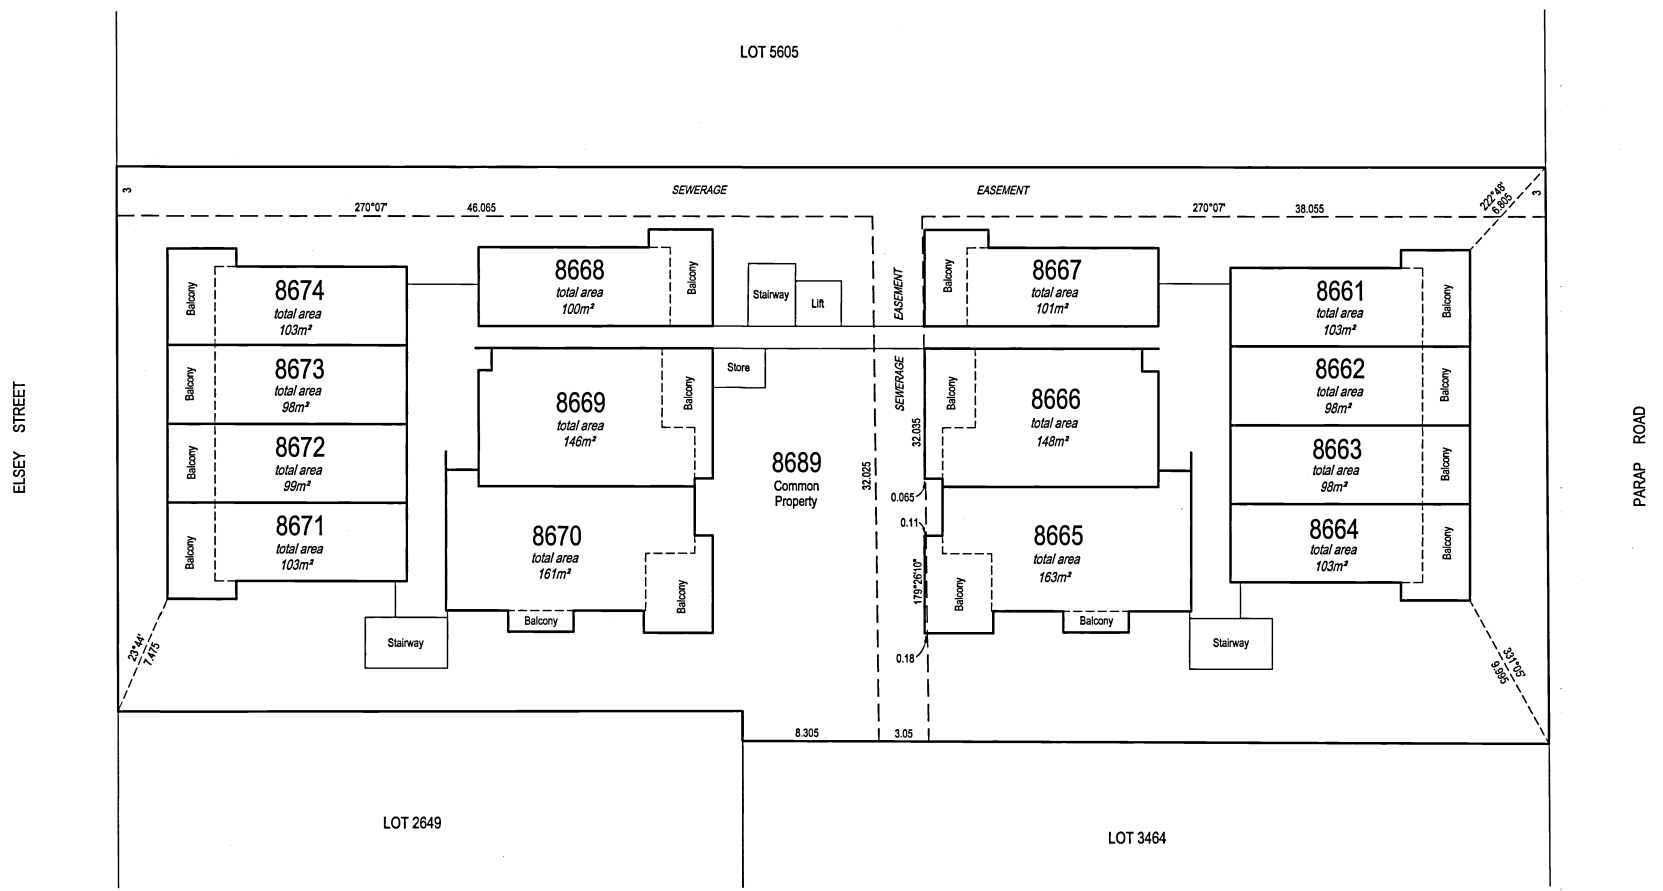 LOT 5605
3
SEWERAGE
EASEMENT
222°48'
6.805
3
270°07'
46.065
270°07'
38.055
Balcony
8674
total area
103m²
8668
total area
100m²
Balcony
Stairway
Lift
EASEMENT
Balcony
8667
total area
101m²
8661
total area
103m²
Balcony
Balcony
8673
total area
98m²
8669
total area
146m²
Balcony
Store
SEWERAGE
32.035
Balcony
8666
total area
148m²
8662
total area
98m²
Balcony
ELSEY STREET
PARAP ROAD
Balcony
8672
total area
99m²
8689
Common
Property
32.025
0.065
8663
total area
98m²
Balcony
Balcony
8671
total area
103m²
8670
total area
161m²
Balcony
Balcony
0.11
179°26'10"
Balcony
8665
total area
163m²
Balcony
8664
total area
103m²
Balcony
Stairway
0.18
Stairway
23°44'
7.475
331°05'
9.995
8.305
3.05
LOT 2649
LOT 3464